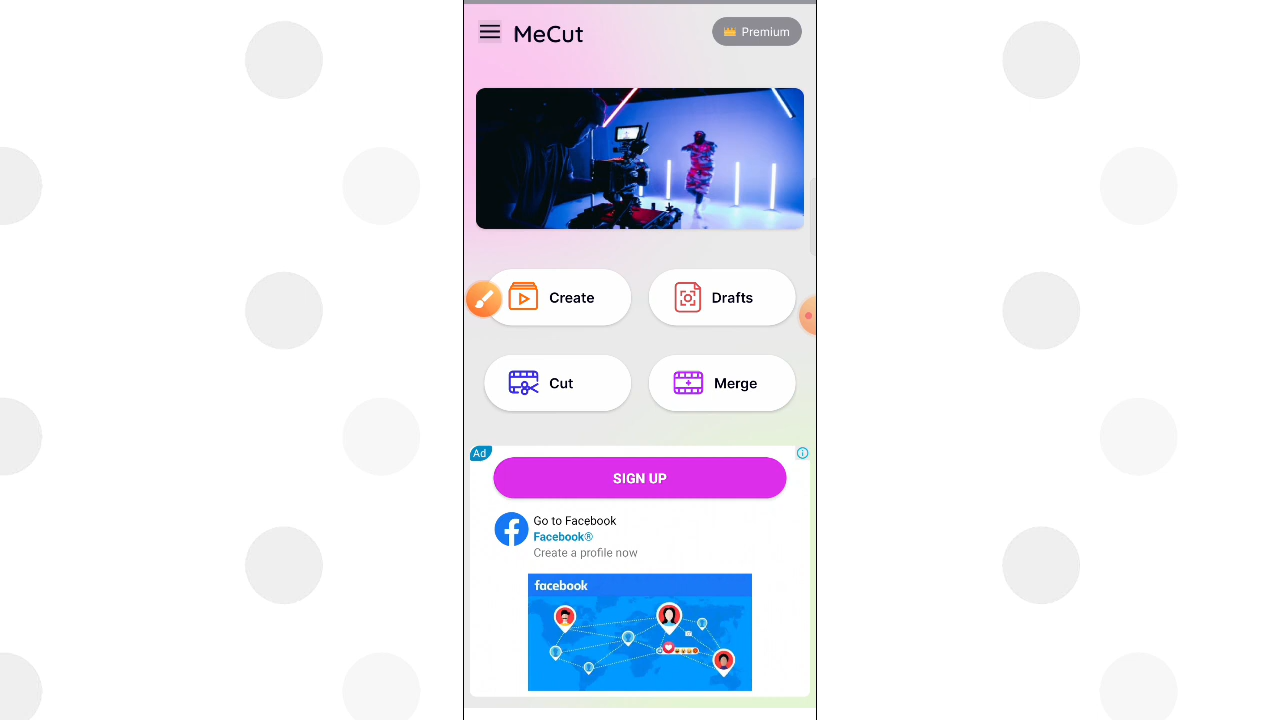 MeCut
Premium
Create
Drafts
Cut
Merge
Ad
SIGN UP
Go to Facebook
Facebook®
Create a profile now
facebook